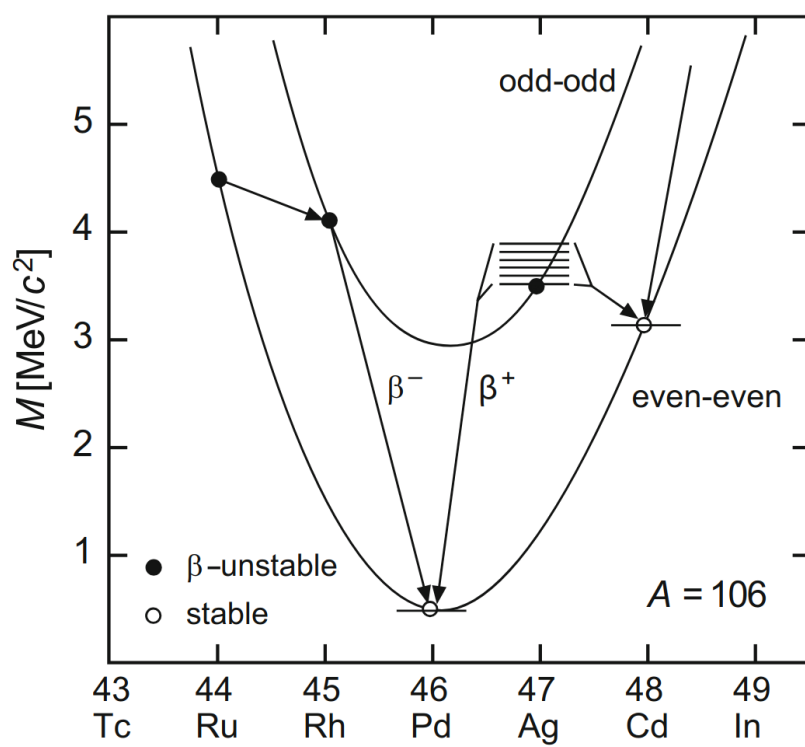 odd-odd
5
4
3
2
1
M [MeV/c²]
β⁻
β⁺
even-even
β–unstable
stable
A = 106
43 44 45 46 47 48 49
Tc Ru Rh Pd Ag Cd In